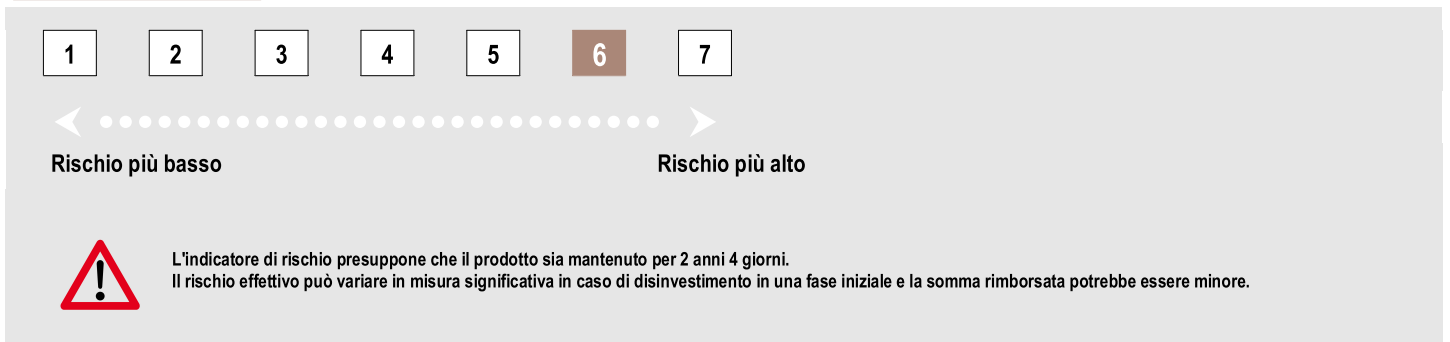 1 2 3 4 5 6 7
Rischio più basso Rischio più alto
L'indicatore di rischio presuppone che il prodotto sia mantenuto per 2 anni 4 giorni.
Il rischio effettivo può variare in misura significativa in caso di disinvestimento in una fase iniziale e la somma rimborsata potrebbe essere minore.